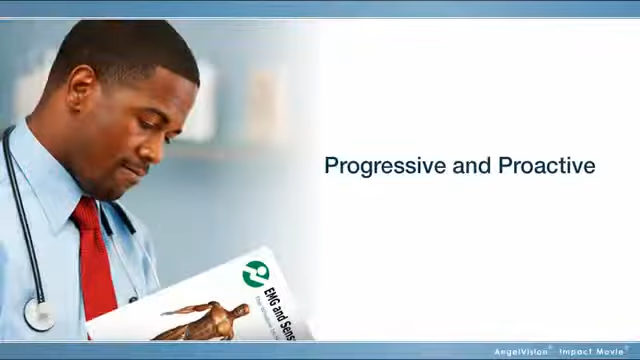 Progressive and Proactive
EMG and Sens
AngelVision® Impact Movie®